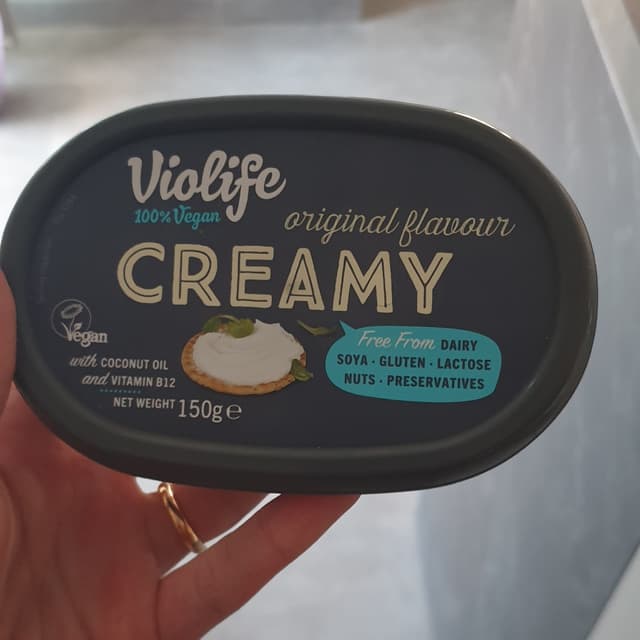 Violife
100% Vegan
original flavour
CREAMY
Vegan
with COCONUT OIL
and VITAMIN B12
NET WEIGHT 150g e
Free From DAIRY
SOYA · GLUTEN · LACTOSE
NUTS · PRESERVATIVES